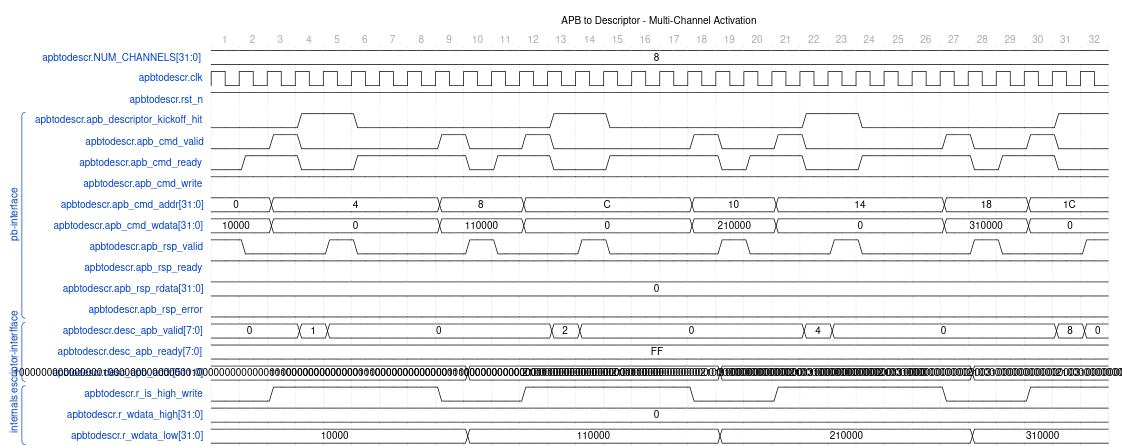 APB to Descriptor - Multi-Channel Activation
1 2 3 4 5 6 7 8 9 10 11 12 13 14 15 16 17 18 19 20 21 22 23 24 25 26 27 28 29 30 31 32
apbtodescr.NUM_CHANNELS[31:0] 8
apbtodescr.clk
apbtodescr.rst_n
apbtodescr.apb_descriptor_kickoff_hit
apbtodescr.apb_cmd_valid
apbtodescr.apb_cmd_ready
apbtodescr.apb_cmd_write
apbtodescr.apb_cmd_addr[31:0] 0 4 8 C 10 14 18 1C
apbtodescr.apb_cmd_wdata[31:0] 10000 0 110000 0 210000 0 310000 0
apbtodescr.apb_rsp_valid
apbtodescr.apb_rsp_ready
apbtodescr.apb_rsp_rdata[31:0] 0
apbtodescr.apb_rsp_error
apbtodescr.desc_apb_valid[7:0] 0 1 0 2 0 4 0 8 0
apbtodescr.desc_apb_ready[7:0] FF
apbtodescr.r_is_high_write
apbtodescr.r_wdata_high[31:0] 0
apbtodescr.r_wdata_low[31:0] 10000 110000 210000 310000
pb-interface
escriptor-interface
internals